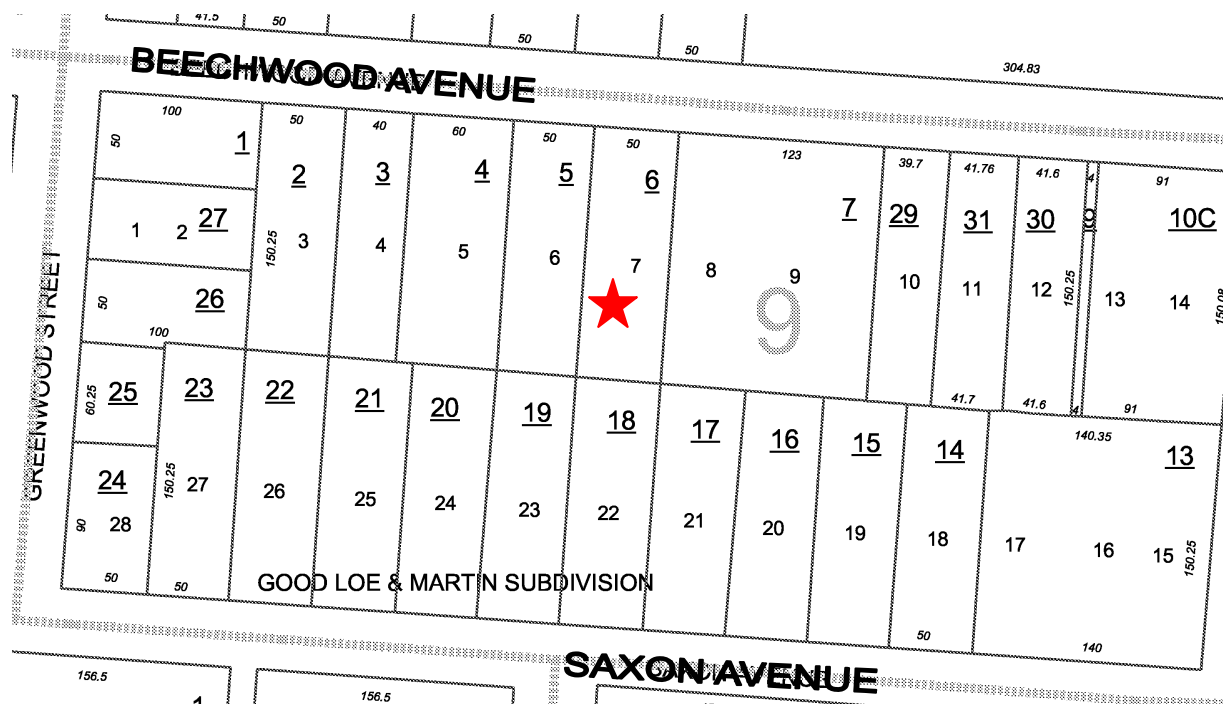 41.5 50 50 50 304.83
BEECHWOOD AVENUE
100 50 40 60 50 50 123 39.7 41.76 41.6 4 91
50 1 2 3 4 5 6 7 29 31 30 9 10C
1 2 27 3 4 5 6 7 8 9 10 11 12 13 14
150.25 150.25 150.08
50 26 9
100 41.7 41.6 4 91
GREENWOOD STREET
60.25 25 23 22 21 20 19 18 17 16 15 14 140.35 13
24 150.25 27 26 25 24 23 22 21 20 19 18 17 16 15 150.25
90 28
50 50 GOOD LOE & MARTIN SUBDIVISION 50 140
SAXON AVENUE
156.5 1 156.5